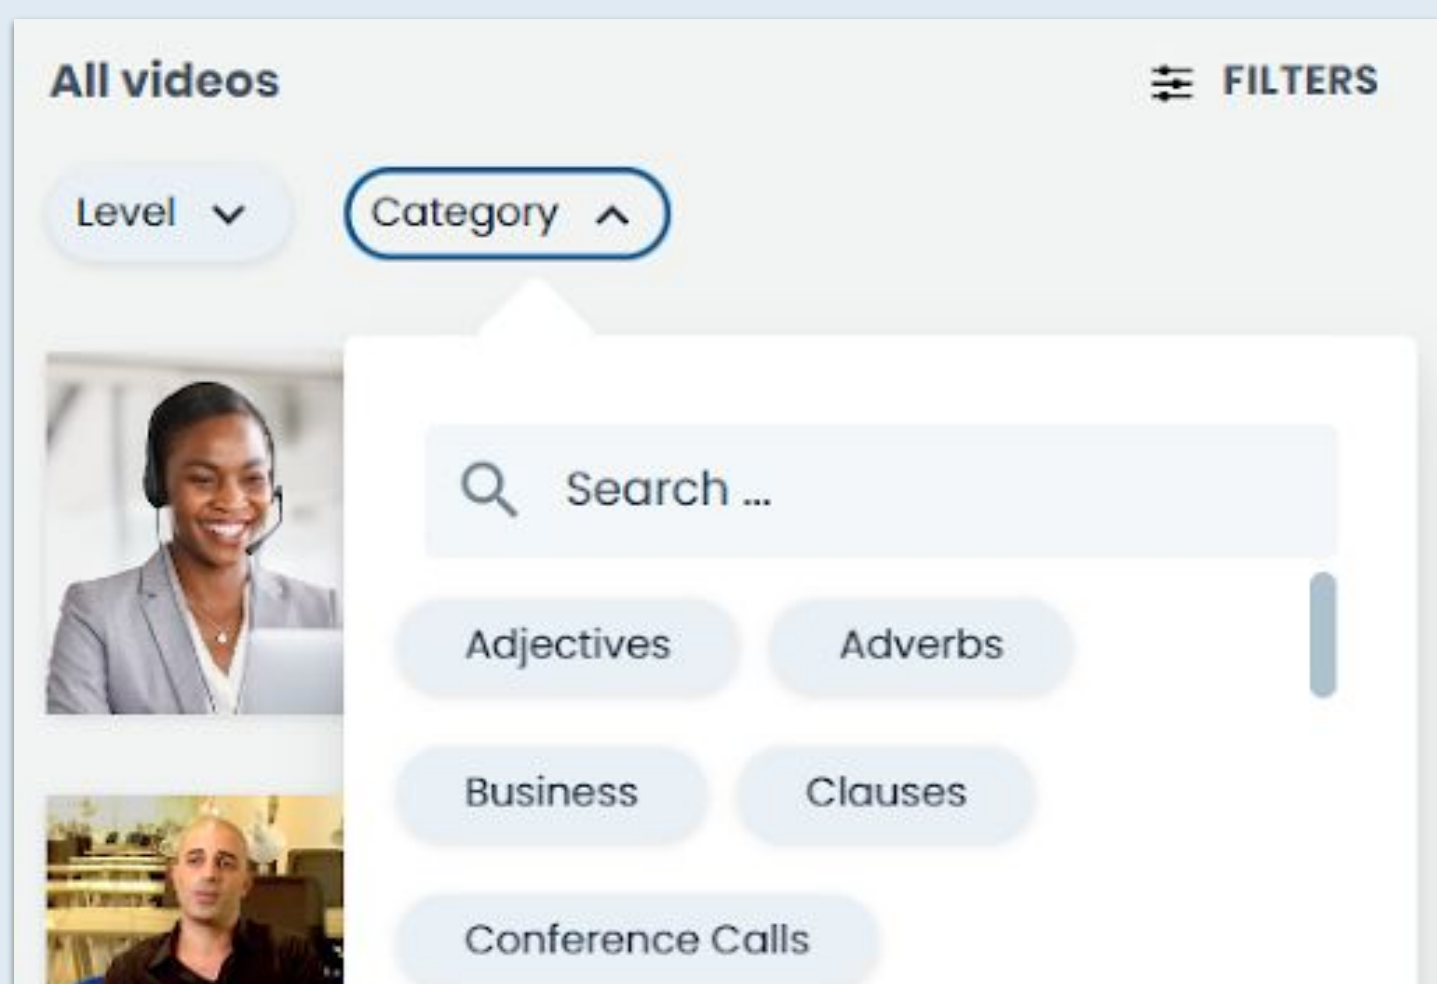 All videos
FILTERS
Level
Category
Search ...
Adjectives
Adverbs
Business
Clauses
Conference Calls